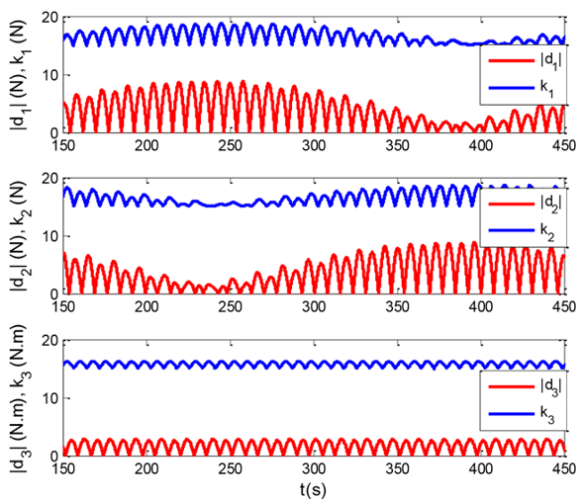 |d₁| (N), k₁ (N)
20
10
0
150 200 250 300 350 400 450
|d₁|
k₁
|d₂| (N), k₂ (N)
20
10
0
150 200 250 300 350 400 450
|d₂|
k₂
|d₃| (N.m), k₃ (N.m)
20
10
0
150 200 250 300 350 400 450
|d₃|
k₃
t(s)